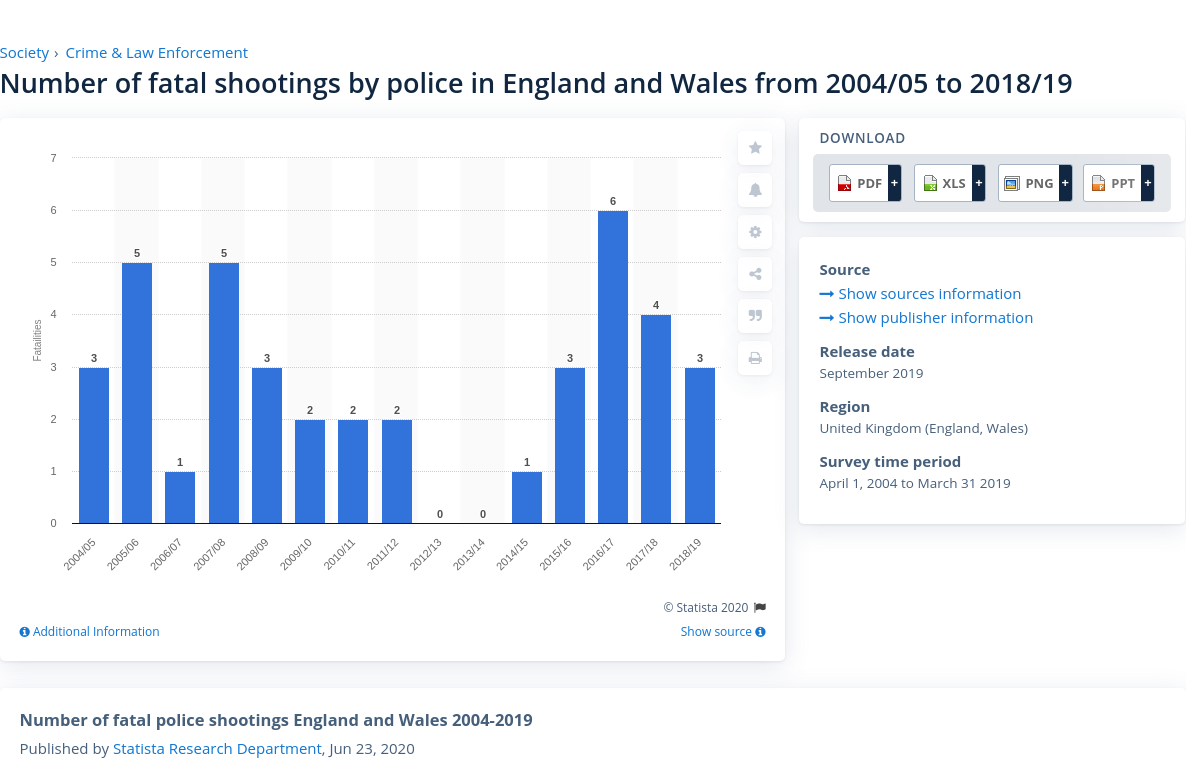 Society › Crime & Law Enforcement
Number of fatal shootings by police in England and Wales from 2004/05 to 2018/19
7
6
5
4
3
2
1
0
Fatalities
3
5
1
5
3
2
2
2
0
0
1
3
6
4
3
2004/05
2005/06
2006/07
2007/08
2008/09
2009/10
2010/11
2011/12
2012/13
2013/14
2014/15
2015/16
2016/17
2017/18
2018/19
© Statista 2020
Additional Information
Show source
DOWNLOAD
PDF +
XLS +
PNG +
PPT +
Source
Show sources information
Show publisher information
Release date
September 2019
Region
United Kingdom (England, Wales)
Survey time period
April 1, 2004 to March 31 2019
Number of fatal police shootings England and Wales 2004-2019
Published by Statista Research Department, Jun 23, 2020